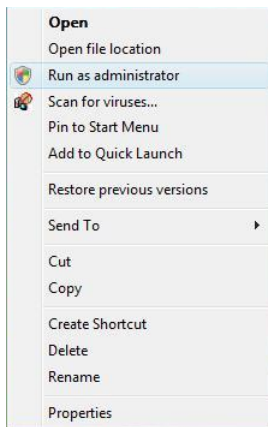 Open
Open file location
Run as administrator
Scan for viruses...
Pin to Start Menu
Add to Quick Launch
Restore previous versions
Send To
Cut
Copy
Create Shortcut
Delete
Rename
Properties